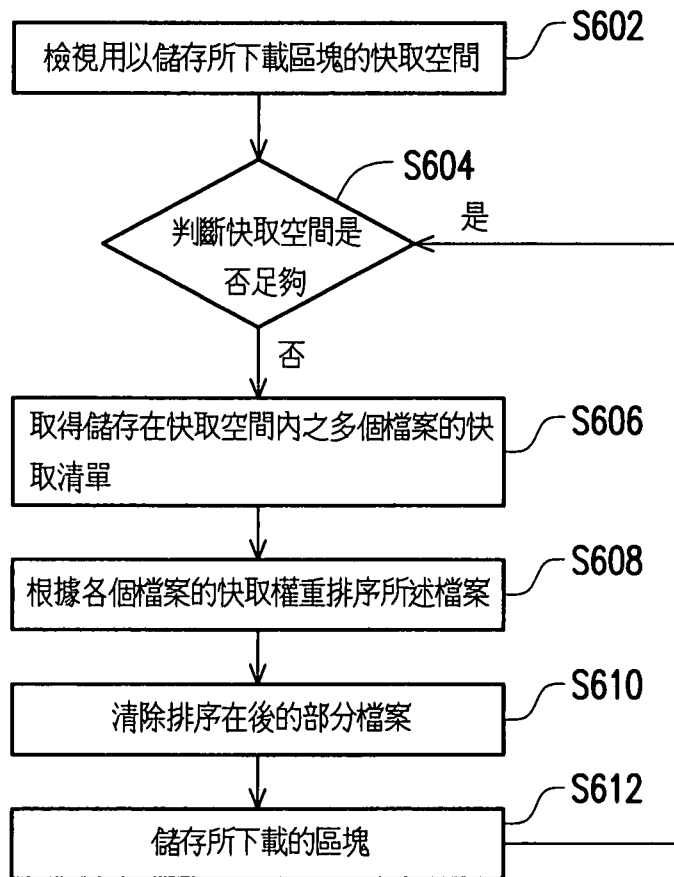 S602
檢視用以儲存所下載區塊的快取空間
S604
判斷快取空間是
否足夠
是
否
S606
取得儲存在快取空間內之多個檔案的快
取清單
S608
根據各個檔案的快取權重排序所述檔案
S610
清除排序在後的部分檔案
S612
儲存所下載的區塊